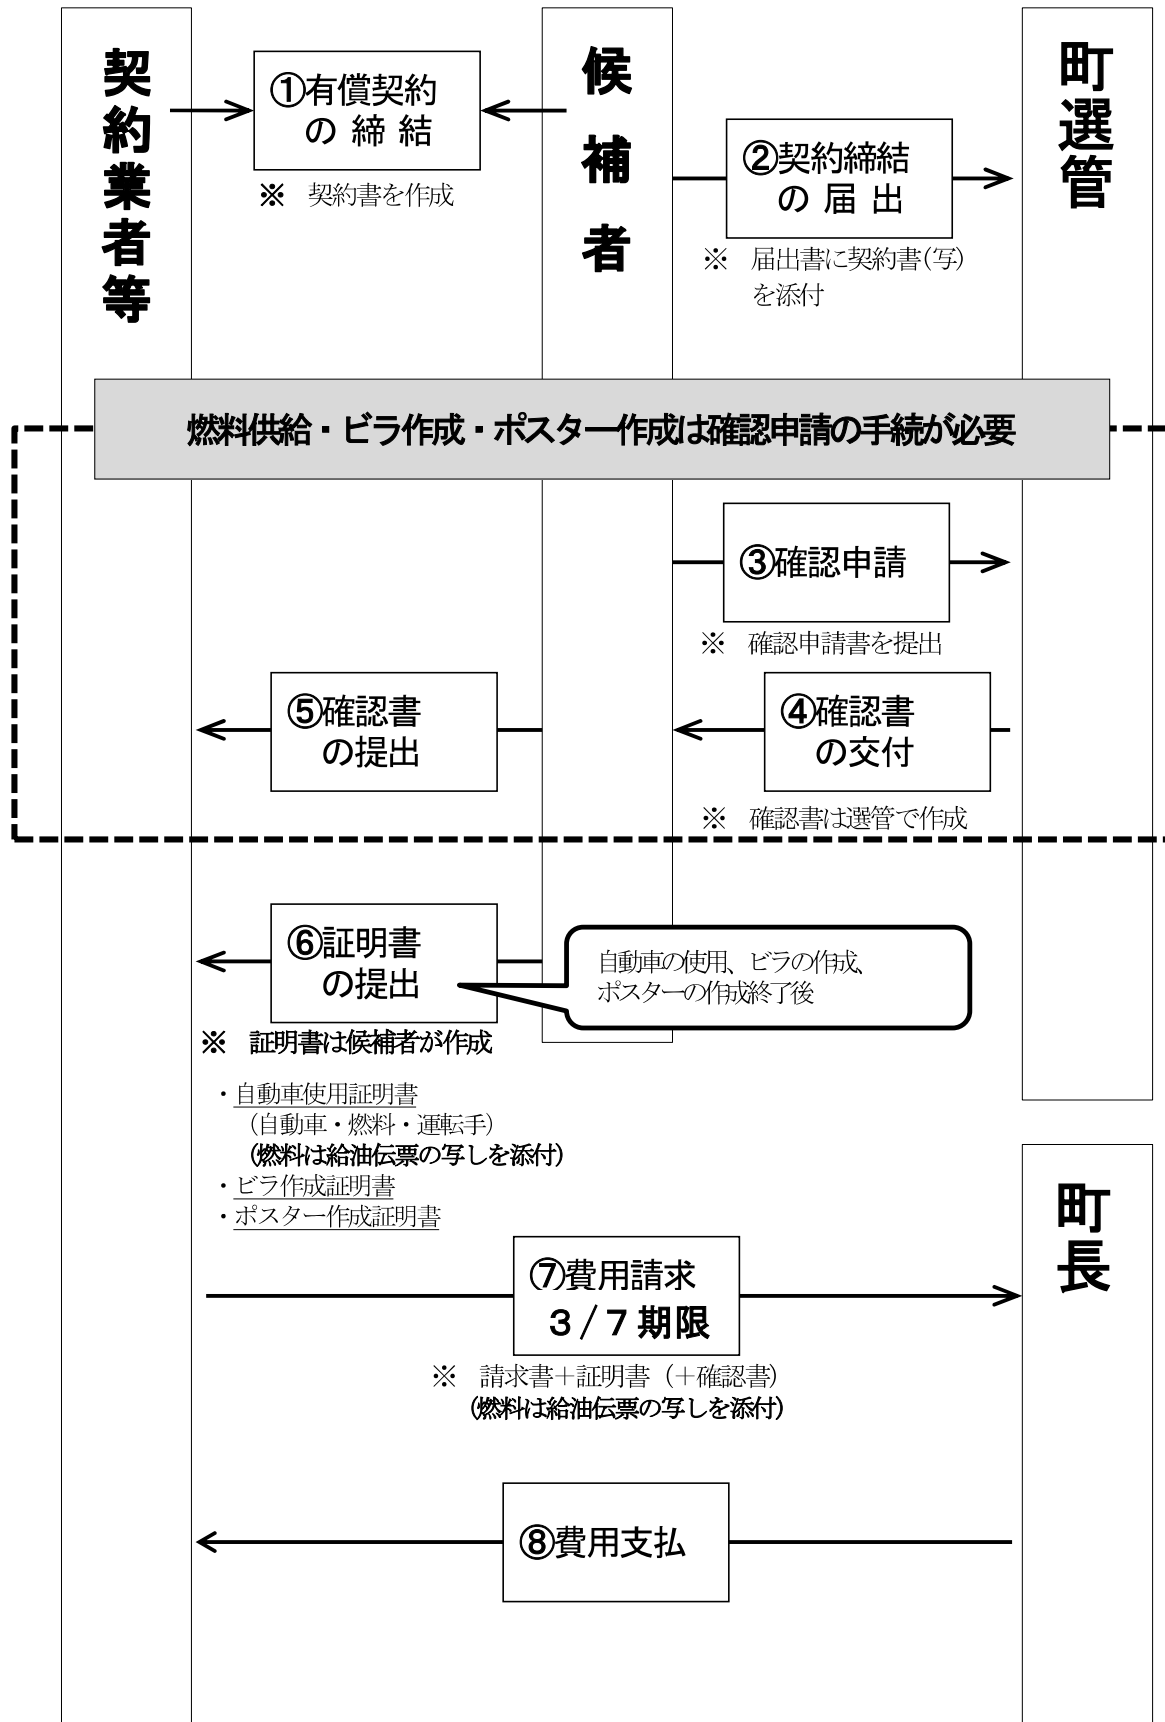 契約業者等
候補者
町選管
①有償契約
の締結
※　契約書を作成
②契約締結
の届出
※　届出書に契約書(写)
を添付
燃料供給・ビラ作成・ポスター作成は確認申請の手続が必要
③確認申請
※　確認申請書を提出
④確認書
の交付
※　確認書は選管で作成
⑤確認書
の提出
⑥証明書
の提出
自動車の使用、ビラの作成、
ポスターの作成終了後
※　証明書は候補者が作成
・自動車使用証明書
（自動車・燃料・運転手）
（燃料は給油伝票の写しを添付）
・ビラ作成証明書
・ポスター作成証明書
町長
⑦費用請求
３／７期限
※　請求書＋証明書（＋確認書）
（燃料は給油伝票の写しを添付）
⑧費用支払